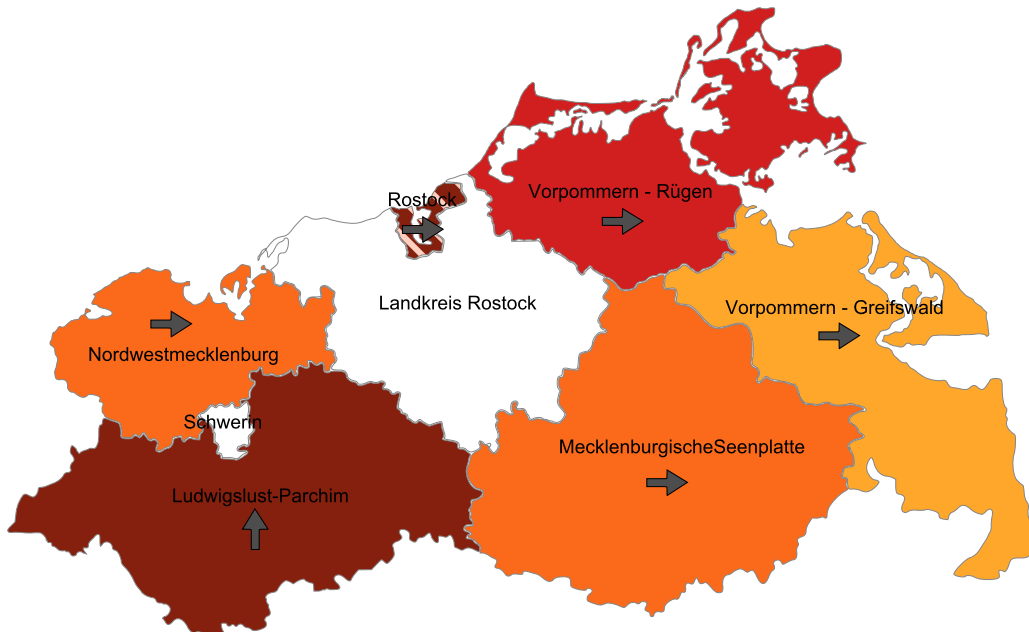 Vorpommern - Rügen
Rostock
Landkreis Rostock
Vorpommern - Greifswald
Nordwestmecklenburg
Schwerin
MecklenburgischeSeenplatte
Ludwigslust-Parchim